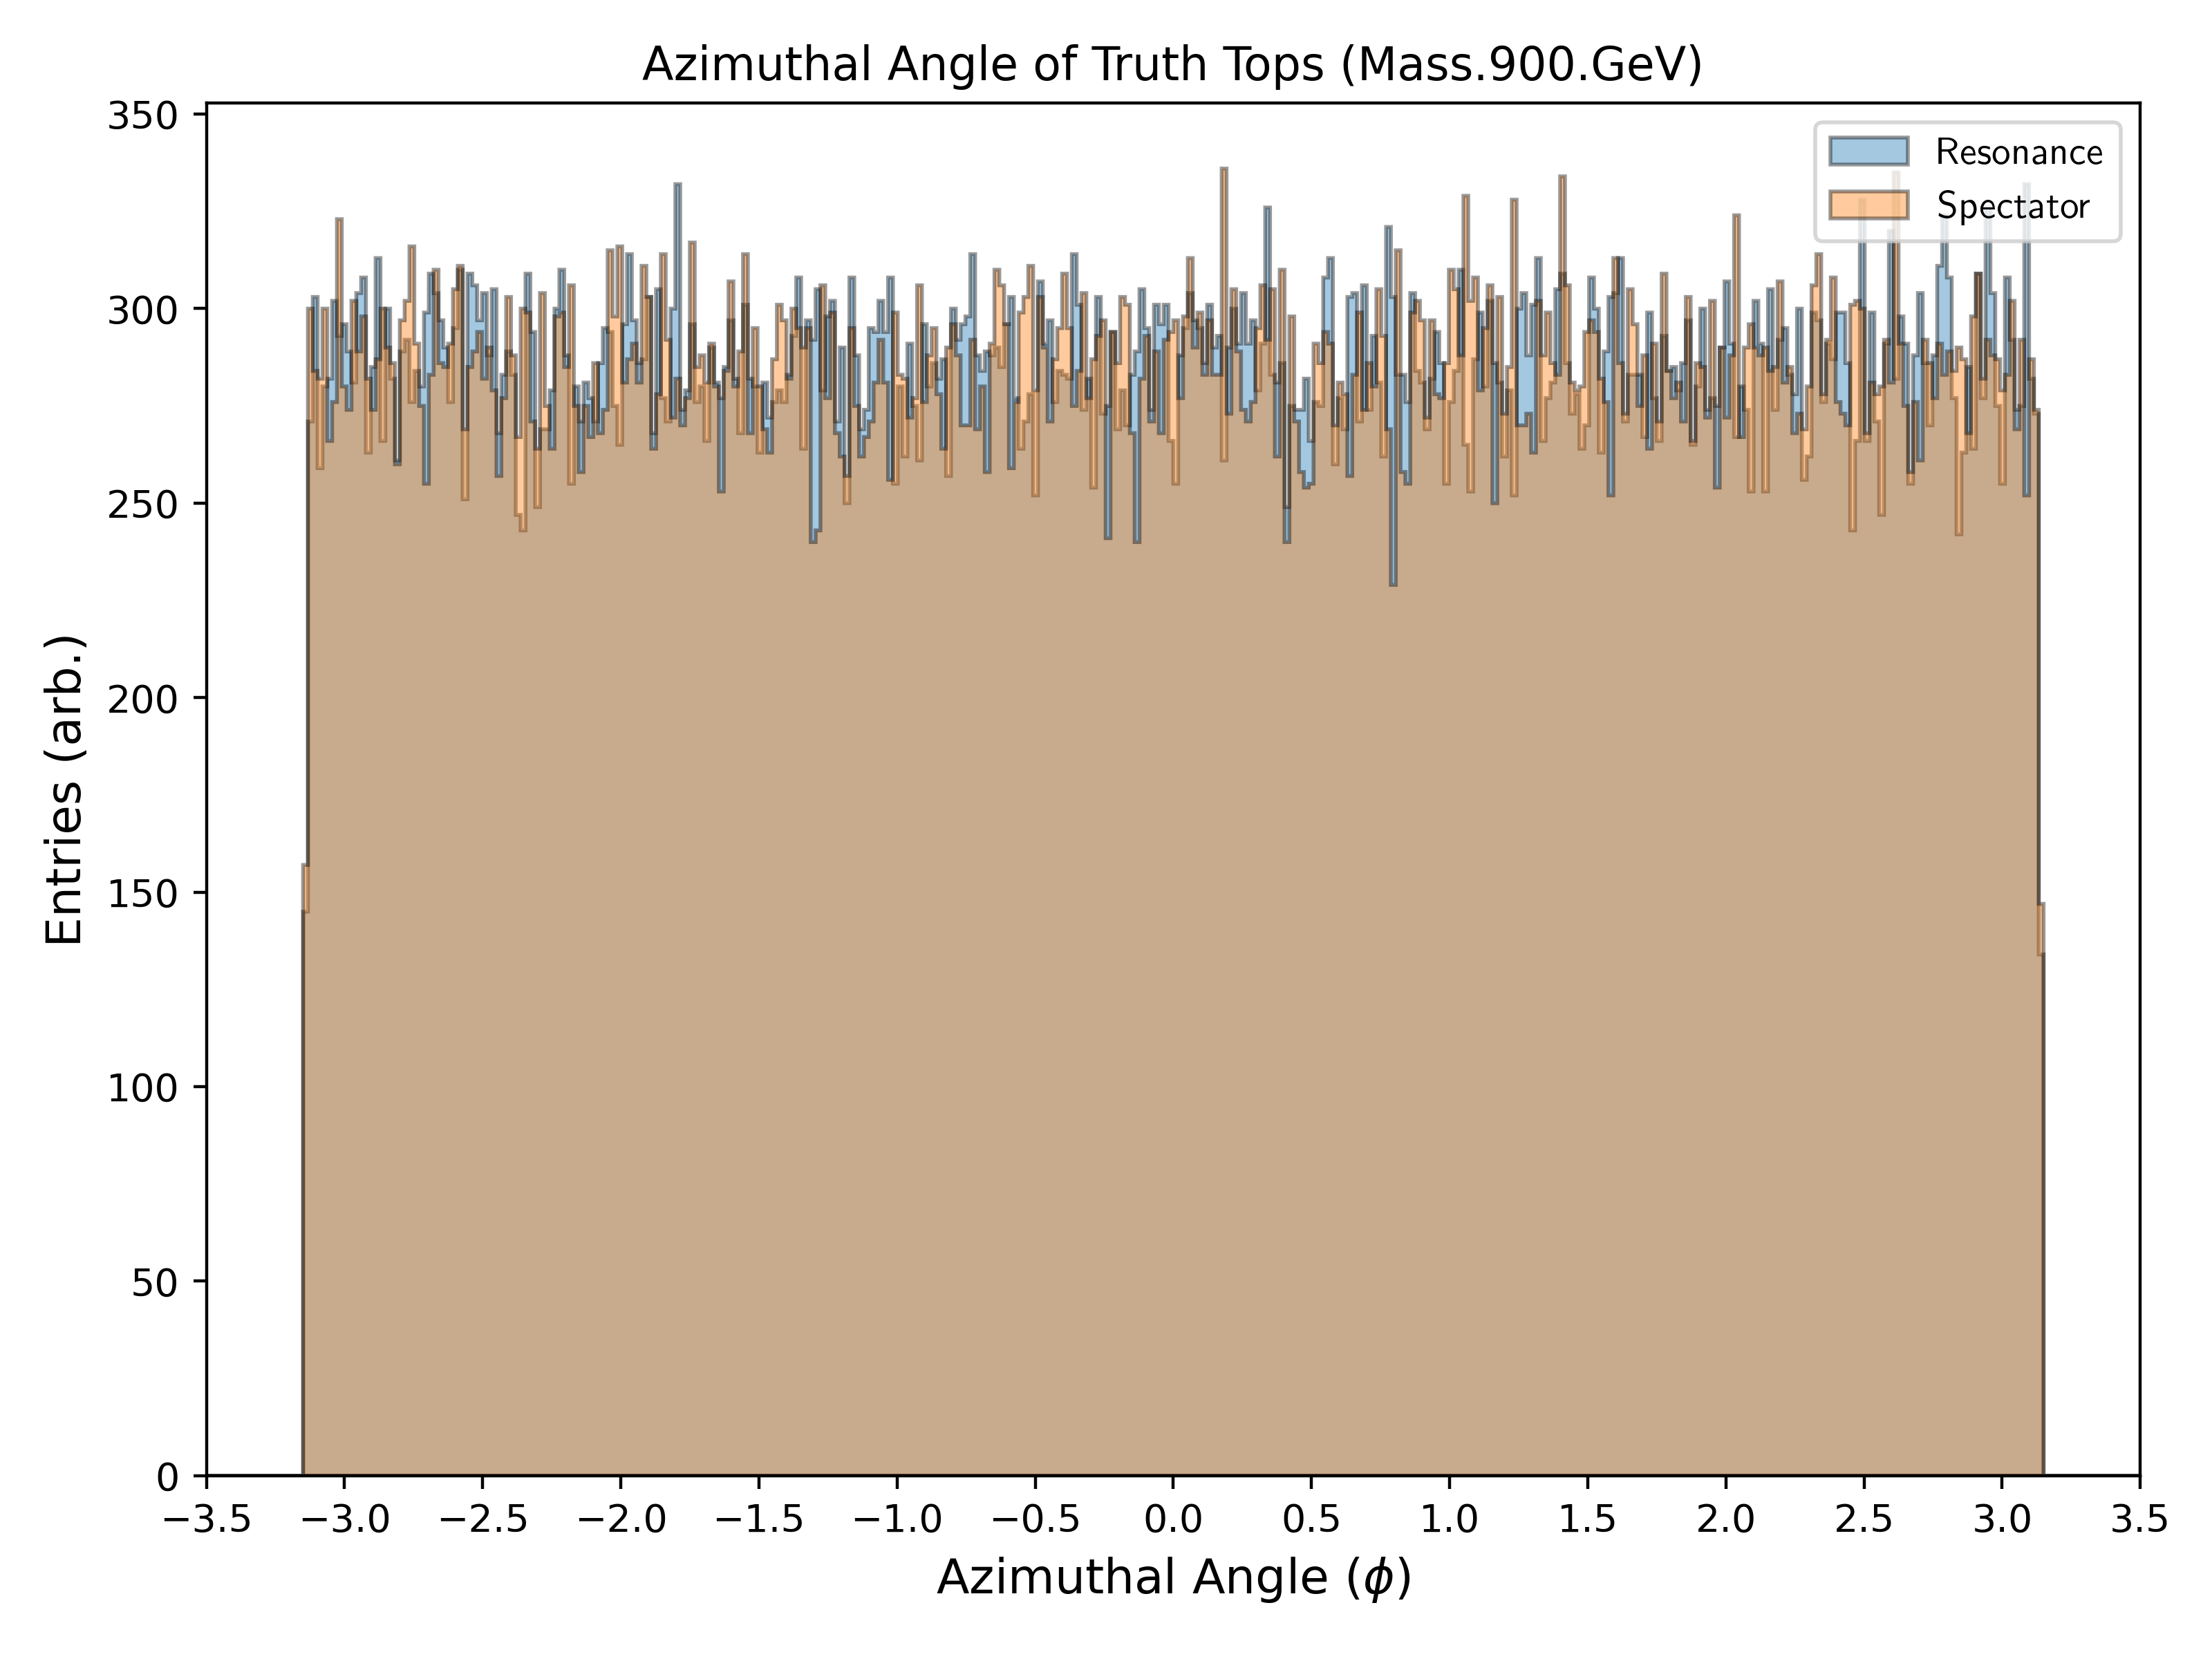 Azimuthal Angle of Truth Tops (Mass.900.GeV)
Resonance
Spectator
350
300
250
200
150
100
50
0
Entries (arb.)
−3.5 −3.0 −2.5 −2.0 −1.5 −1.0 −0.5 0.0 0.5 1.0 1.5 2.0 2.5 3.0 3.5
Azimuthal Angle (ϕ)